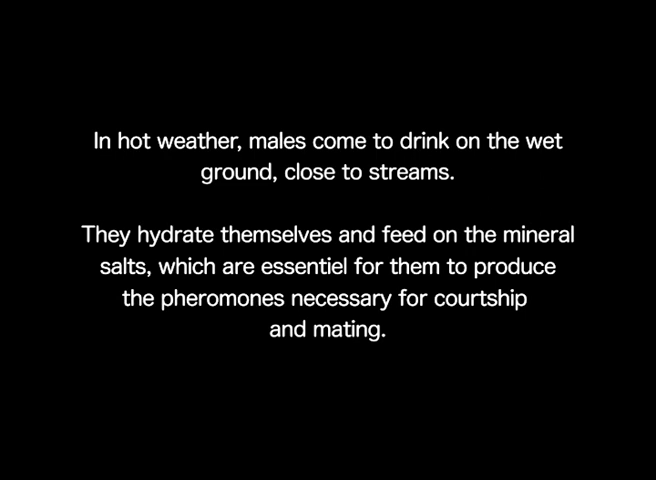 In hot weather, males come to drink on the wet
ground, close to streams.
They hydrate themselves and feed on the mineral
salts, which are essentiel for them to produce
the pheromones necessary for courtship
and mating.